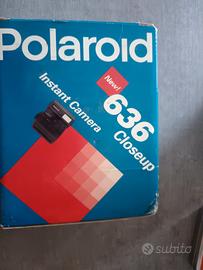 Polaroid
New!
636
Closeup
Instant Camera
subito